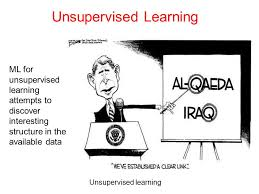 Unsupervised Learning
ML for
unsupervised
learning
attempts to
discover
interesting
structure in the
available data
AL-QAEDA
IRAQ
"WE'VE ESTABLISHED A CLEAR LINK."
Unsupervised learning